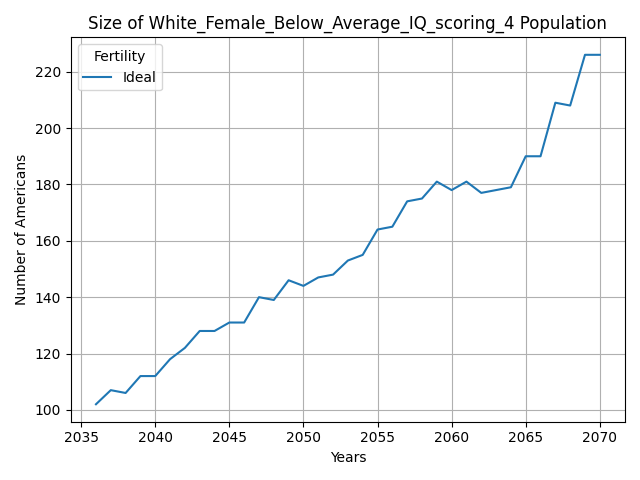 Size of White_Female_Below_Average_IQ_scoring_4 Population
Fertility
Ideal
Number of Americans
220
200
180
160
140
120
100
2035 2040 2045 2050 2055 2060 2065 2070
Years